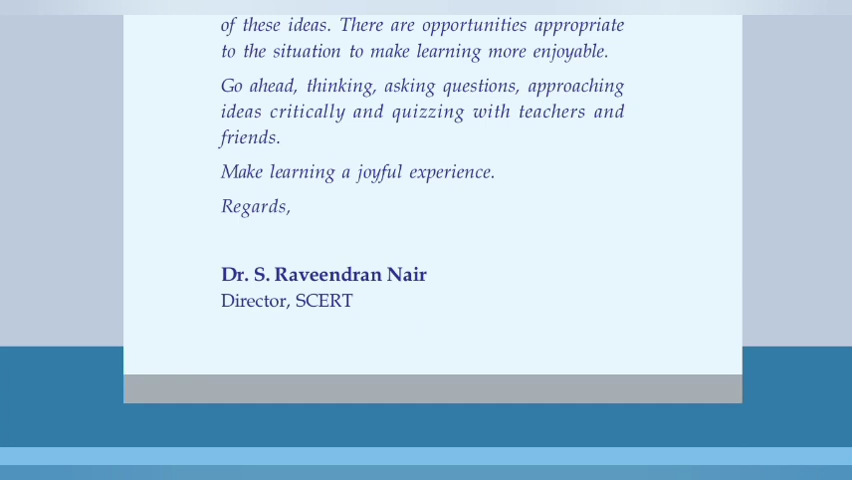 of these ideas. There are opportunities appropriate
to the situation to make learning more enjoyable.
Go ahead, thinking, asking questions, approaching
ideas critically and quizzing with teachers and
friends.
Make learning a joyful experience.
Regards,
Dr. S. Raveendran Nair
Director, SCERT